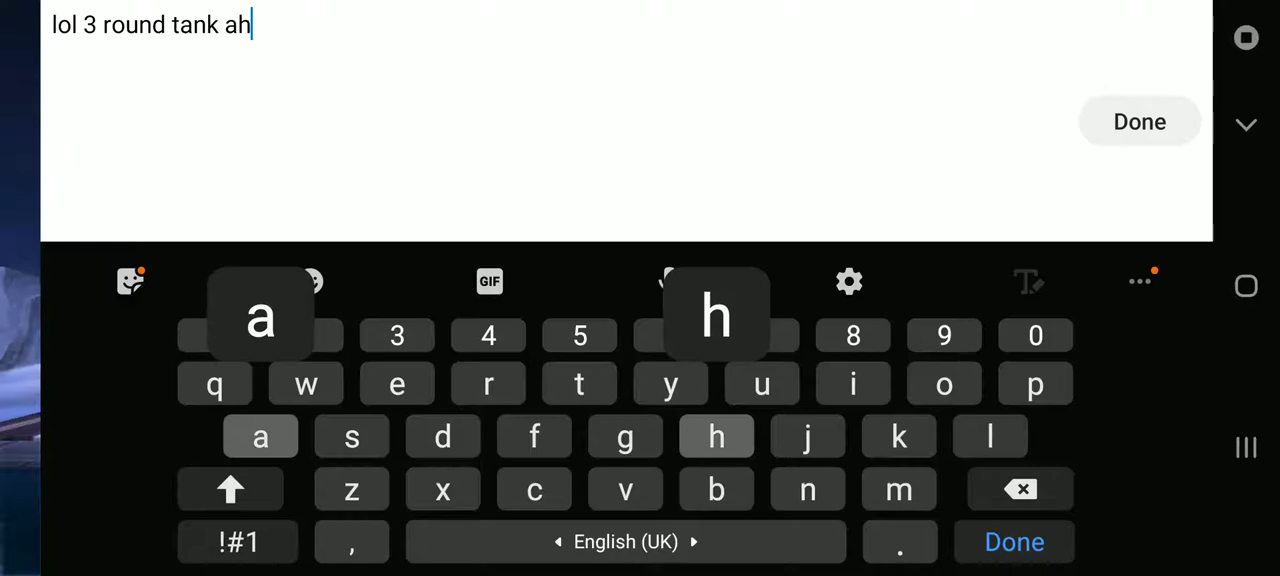 lol 3 round tank ah
Done
GIF
a h
3 4 5 8 9 0
q w e r t y u i o p
a s d f g h j k l
z x c v b n m
!#1 , English (UK) . Done